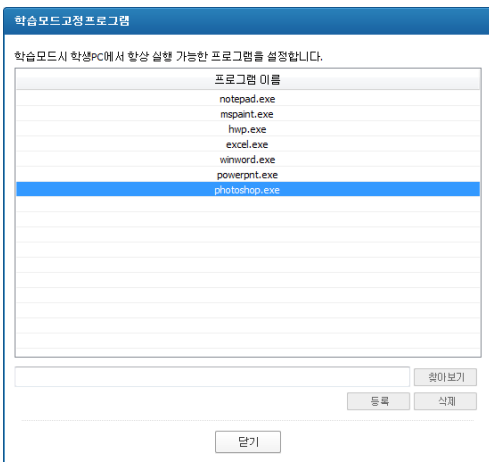 학습모드고정프로그램
학습모드시 학생PC에서 항상 실행 가능한 프로그램을 설정합니다.
프로그램 이름
notepad.exe
mspaint.exe
hwp.exe
excel.exe
winword.exe
powerpnt.exe
photoshop.exe
찾아보기
등록 삭제
닫기